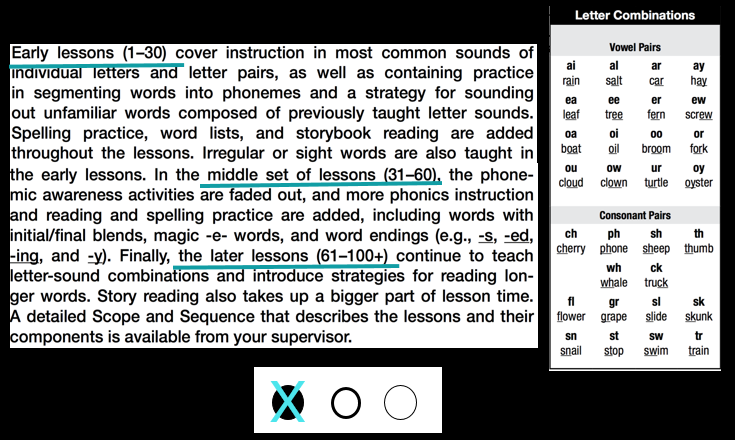 Early lessons (1–30) cover instruction in most common sounds of
individual letters and letter pairs, as well as containing practice
in segmenting words into phonemes and a strategy for sounding
out unfamiliar words composed of previously taught letter sounds.
Spelling practice, word lists, and storybook reading are added
throughout the lessons. Irregular or sight words are also taught in
the early lessons. In the middle set of lessons (31–60), the phone-
mic awareness activities are faded out, and more phonics instruction
and reading and spelling practice are added, including words with
initial/final blends, magic -e- words, and word endings (e.g., -s, -ed,
-ing, and -y). Finally, the later lessons (61–100+) continue to teach
letter-sound combinations and introduce strategies for reading lon-
ger words. Story reading also takes up a bigger part of lesson time.
A detailed Scope and Sequence that describes the lessons and their
components is available from your supervisor.
Letter Combinations
Vowel Pairs
ai al ar ay
rain salt car hay
ea ee er ew
leaf tree fern screw
oa oi oo or
boat oil broom fork
ou ow ur oy
cloud clown turtle oyster
Consonant Pairs
ch ph sh th
cherry phone sheep thumb
wh ck
whale truck
fl gr sl sk
flower grape slide skunk
sn st sw tr
snail stop swim train
X